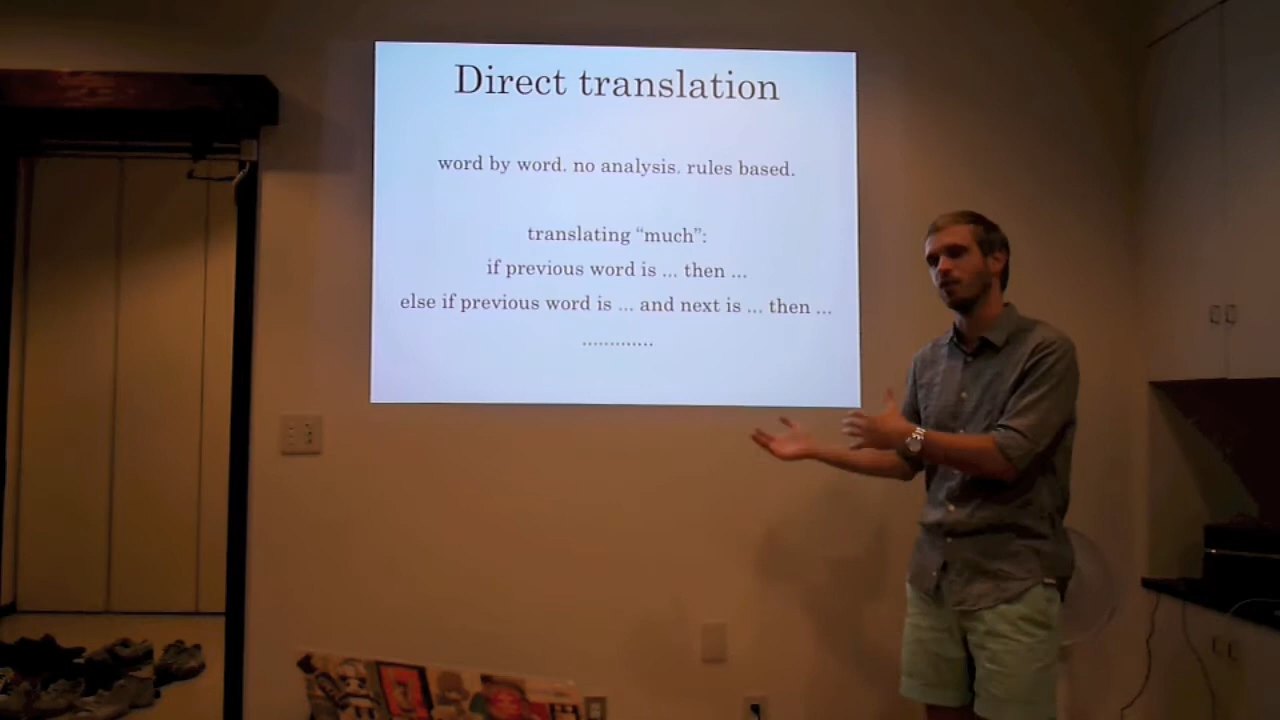 Direct translation
word by word. no analysis. rules based.
translating “much”:
if previous word is ... then ...
else if previous word is ... and next is ... then ...
.............